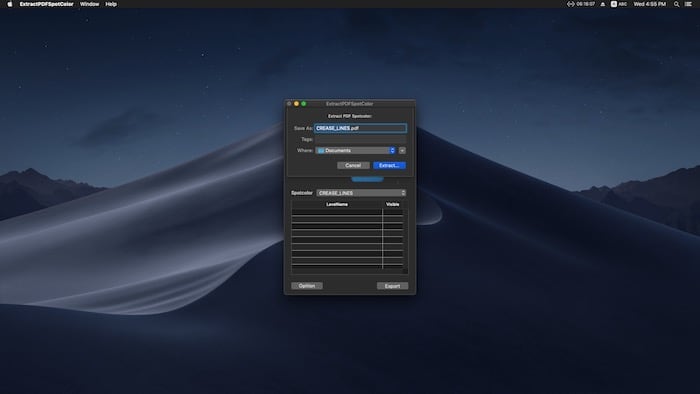 ExtractPDFSpotColor Window Help 09:16:07 A ABC Wed 4:55 PM
ExtractPDFSpotColor
Extract PDF Spotcolor:
Save As: CREASE_LINES.pdf
Tags:
Where: Documents
Cancel Extract...
Spotcolor CREASE_LINES
LevelName Visible
Option Export